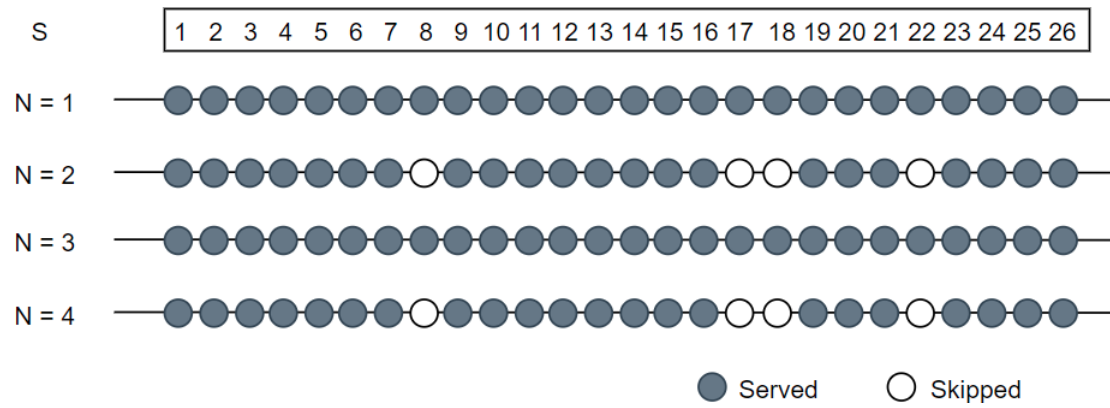 S 1 2 3 4 5 6 7 8 9 10 11 12 13 14 15 16 17 18 19 20 21 22 23 24 25 26
N = 1
N = 2
N = 3
N = 4
Served Skipped